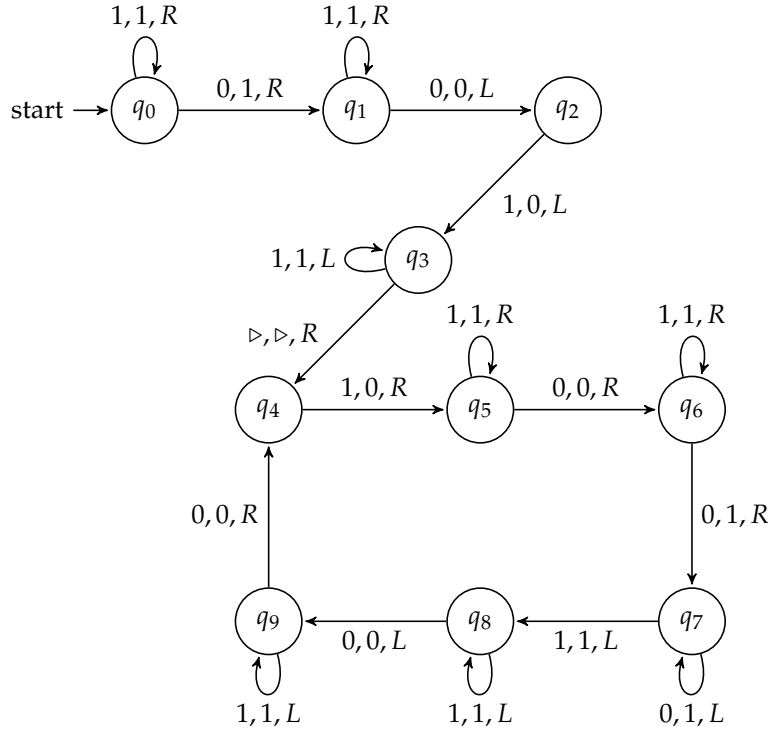 1, 1, R 1, 1, R
0, 1, R 0, 0, L
start q0 q1 q2
1, 0, L
1, 1, L q3
▷, ▷, R
1, 1, R 1, 1, R
1, 0, R 0, 0, R
q4 q5 q6
0, 0, R 0, 1, R
q9 q8 q7
0, 0, L 1, 1, L
1, 1, L 1, 1, L 0, 1, L